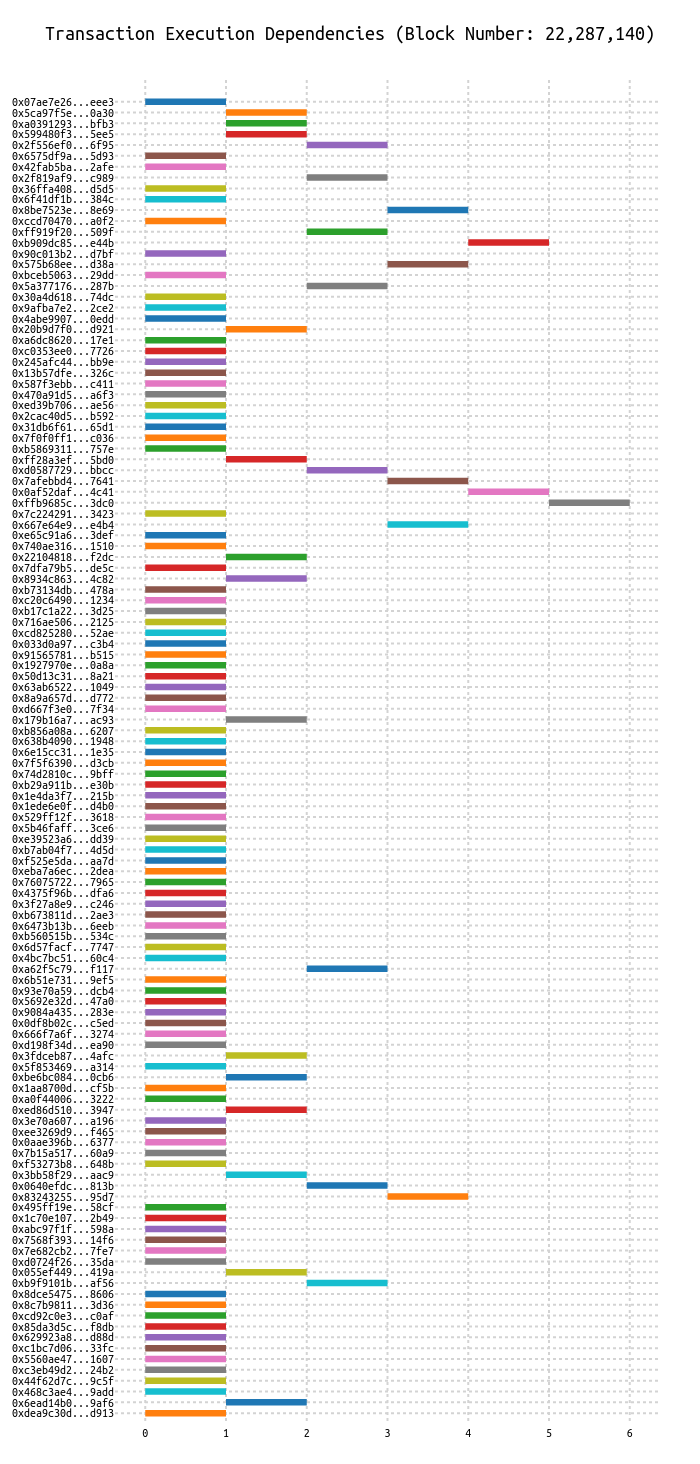 Transaction Execution Dependencies (Block Number: 22,287,140)
0x07ae7e26...eee3
0x5ca97f5e...0a30
0xa0391293...bfb3
0x599480f3...5ee5
0x2f556ef0...6f95
0x6575df9a...5d93
0x42fab5ba...2afe
0x2f819af9...c989
0x36ffa408...d5d5
0x6f41df1b...384c
0x8be7523e...8e69
0xccd70470...a0f2
0xff919f20...509f
0xb909dc85...e44b
0x90c013b2...d7bf
0x575b68ee...d38a
0xbceb5063...29dd
0x5a377176...287b
0x30a4d618...74dc
0x9afba7e2...2ce2
0x4abe9907...0edd
0x20b9d7f0...d921
0xa6dc8620...17e1
0xc0353ee0...7726
0x245afc44...bb9e
0x13b57dfe...326c
0x587f3ebb...c411
0x470a91d5...a6f3
0xed39b706...ae56
0x2cac40d5...b592
0x31db6f61...65d1
0x7f0f0ff1...c036
0xb5869311...757e
0xff28a3ef...5bd0
0xd0587729...bbcc
0x7afebbd4...7641
0x0af52daf...4c41
0xffb9685c...3dc0
0x7c224291...3423
0x667e64e9...e4b4
0xe65c91a6...3def
0x740ae316...1510
0x22104818...f2dc
0x7dfa79b5...de5c
0x8934c863...4c82
0xb73134db...478a
0xc20c6490...1234
0xb17c1a22...3d25
0x716ae506...2125
0xcd825280...52ae
0x033d0a97...c3b4
0x91565781...b515
0x1927970e...0a8a
0x50d13c31...8a21
0x63ab6522...1049
0x8a9a657d...d772
0xd667f3e0...7f34
0x179b16a7...ac93
0xb856a08a...6207
0x638b4090...1948
0x6e15cc31...1e35
0x7f5f6390...d3cb
0x74d2810c...9bff
0xb29a911b...e30b
0x1e4da3f7...215b
0x1ede6e0f...d4b0
0x529ff12f...3618
0x5b46faff...3ce6
0xe39523a6...dd39
0xb7ab04f7...4d5d
0xf525e5da...aa7d
0xeba7a6ec...2dea
0x76075722...7965
0x4375f96b...dfa6
0x3f27a8e9...c246
0xb673811d...2ae3
0x6473b13b...6eeb
0xb560515b...534c
0x6d57facf...7747
0x4bc7bc51...60c4
0xa62f5c79...f117
0x6b51e731...9ef5
0x93e70a59...dcb4
0x5692e32d...47a0
0x9084a435...283e
0x0df8b02c...c5ed
0x666f7a6f...3274
0xd198f34d...ea90
0x3fdceb87...4afc
0x5f853469...a314
0xbe6bc084...0cb6
0x1aa8700d...cf5b
0xa0f44006...3222
0xed86d510...3947
0x3e70a607...a196
0xee3269d9...f465
0x0aae396b...6377
0x7b15a517...60a9
0xf53273b8...648b
0x3bb58f29...aac9
0x0640efdc...813b
0x83243255...95d7
0x495ff19e...58cf
0x1c70e107...2b49
0xabc97f1f...598a
0x7568f393...14f6
0x7e682cb2...7fe7
0xd0724f26...35da
0x055ef449...419a
0xb9f9101b...af56
0x8dce5475...8606
0x8c7b9811...3d36
0xcd92c0e3...c0af
0x85da3d5c...f8db
0x629923a8...d88d
0xc1bc7d06...33fc
0x5560ae47...1607
0xc3eb49d2...24b2
0x44f62d7c...9c5f
0x468c3ae4...9add
0x6ead14b0...9af6
0xdea9c30d...d913
0 1 2 3 4 5 6